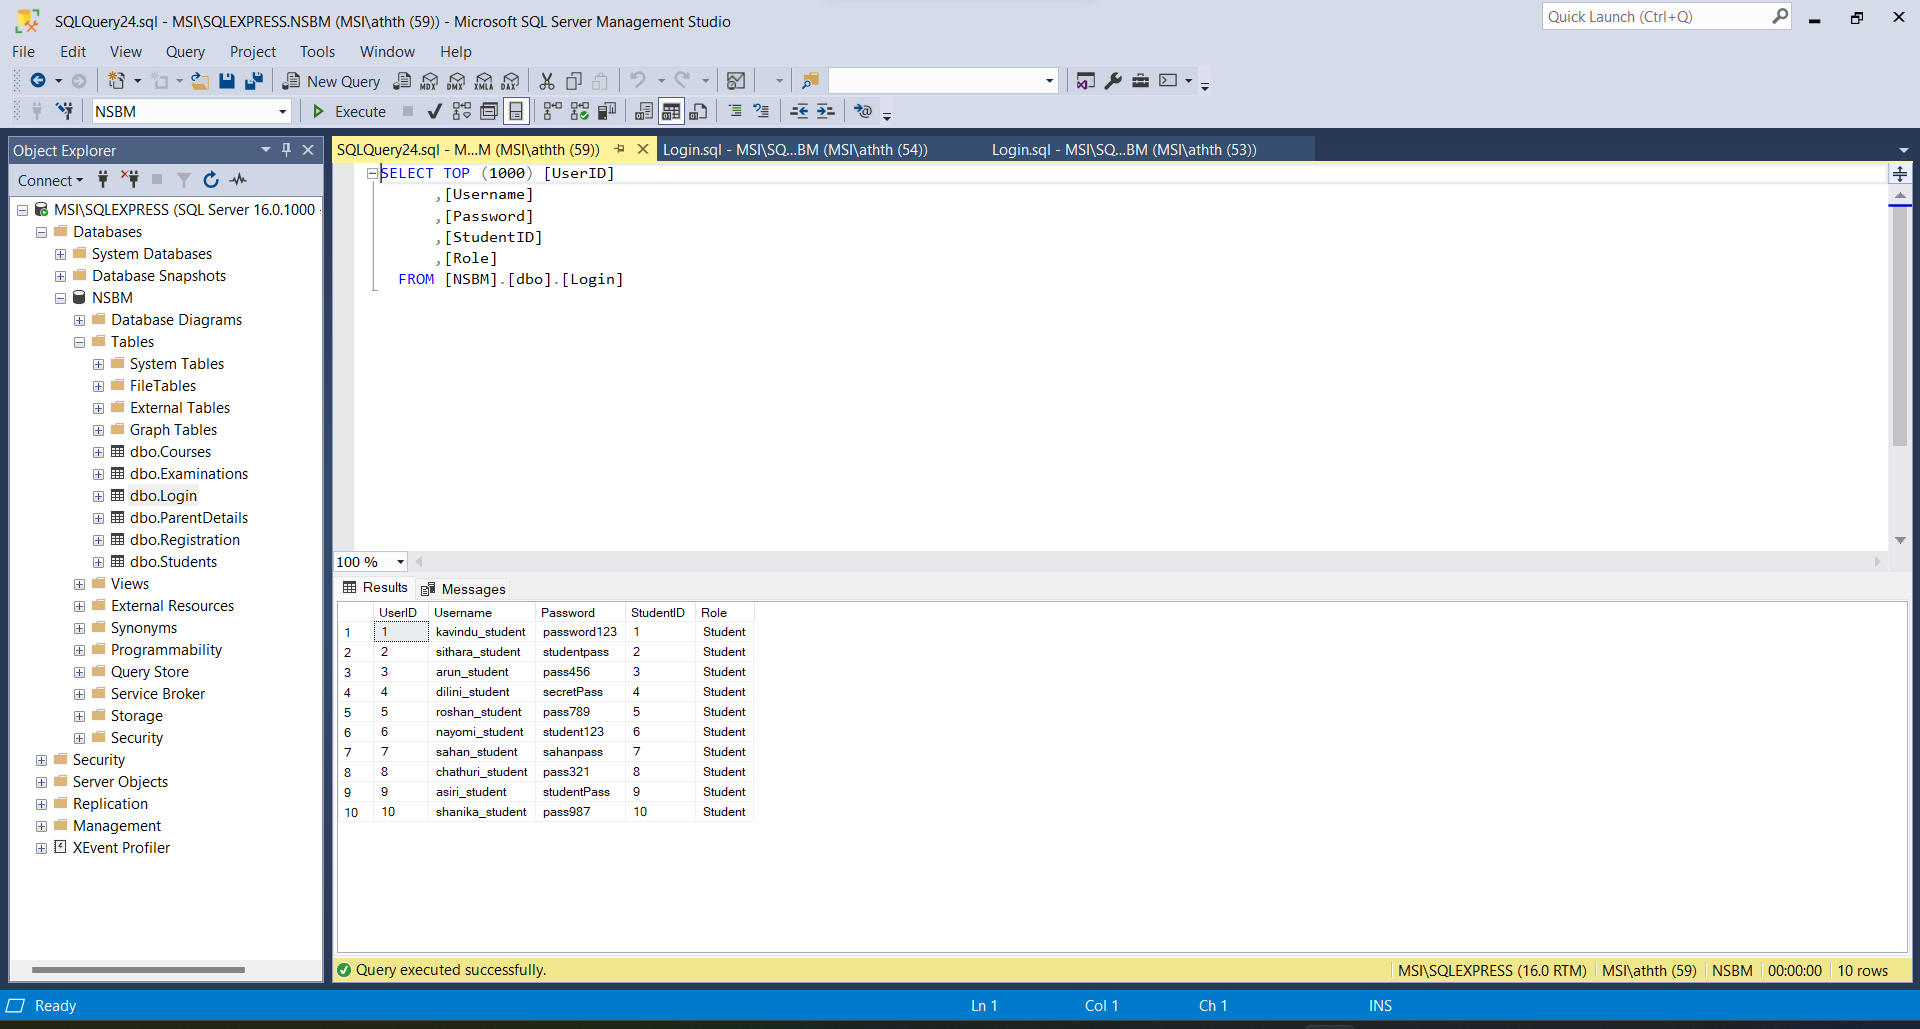 SQLQuery24.sql - MSI\SQLEXPRESS.NSBM (MSI\athth (59)) - Microsoft SQL Server Management Studio
Quick Launch (Ctrl+Q)
File Edit View Query Project Tools Window Help
New Query MDX DMX XMLA DAX
NSBM Execute
Object Explorer
SQLQuery24.sql - M...M (MSI\athth (59)) Login.sql - MSI\SQ...BM (MSI\athth (54)) Login.sql - MSI\SQ...BM (MSI\athth (53))
Connect
MSI\SQLEXPRESS (SQL Server 16.0.1000 -
Databases
System Databases
Database Snapshots
NSBM
Database Diagrams
Tables
System Tables
FileTables
External Tables
Graph Tables
dbo.Courses
dbo.Examinations
dbo.Login
dbo.ParentDetails
dbo.Registration
dbo.Students
Views
External Resources
Synonyms
Programmability
Query Store
Service Broker
Storage
Security
Security
Server Objects
Replication
Management
XEvent Profiler
SELECT TOP (1000) [UserID]
,[Username]
,[Password]
,[StudentID]
,[Role]
FROM [NSBM].[dbo].[Login]
100 %
Results Messages
UserID Username Password StudentID Role
1 1 kavindu_student password123 1 Student
2 2 sithara_student studentpass 2 Student
3 3 arun_student pass456 3 Student
4 4 dilini_student secretPass 4 Student
5 5 roshan_student pass789 5 Student
6 6 nayomi_student student123 6 Student
7 7 sahan_student sahanpass 7 Student
8 8 chathuri_student pass321 8 Student
9 9 asiri_student studentPass 9 Student
10 10 shanika_student pass987 10 Student
Query executed successfully. MSI\SQLEXPRESS (16.0 RTM) MSI\athth (59) NSBM 00:00:00 10 rows
Ready Ln 1 Col 1 Ch 1 INS